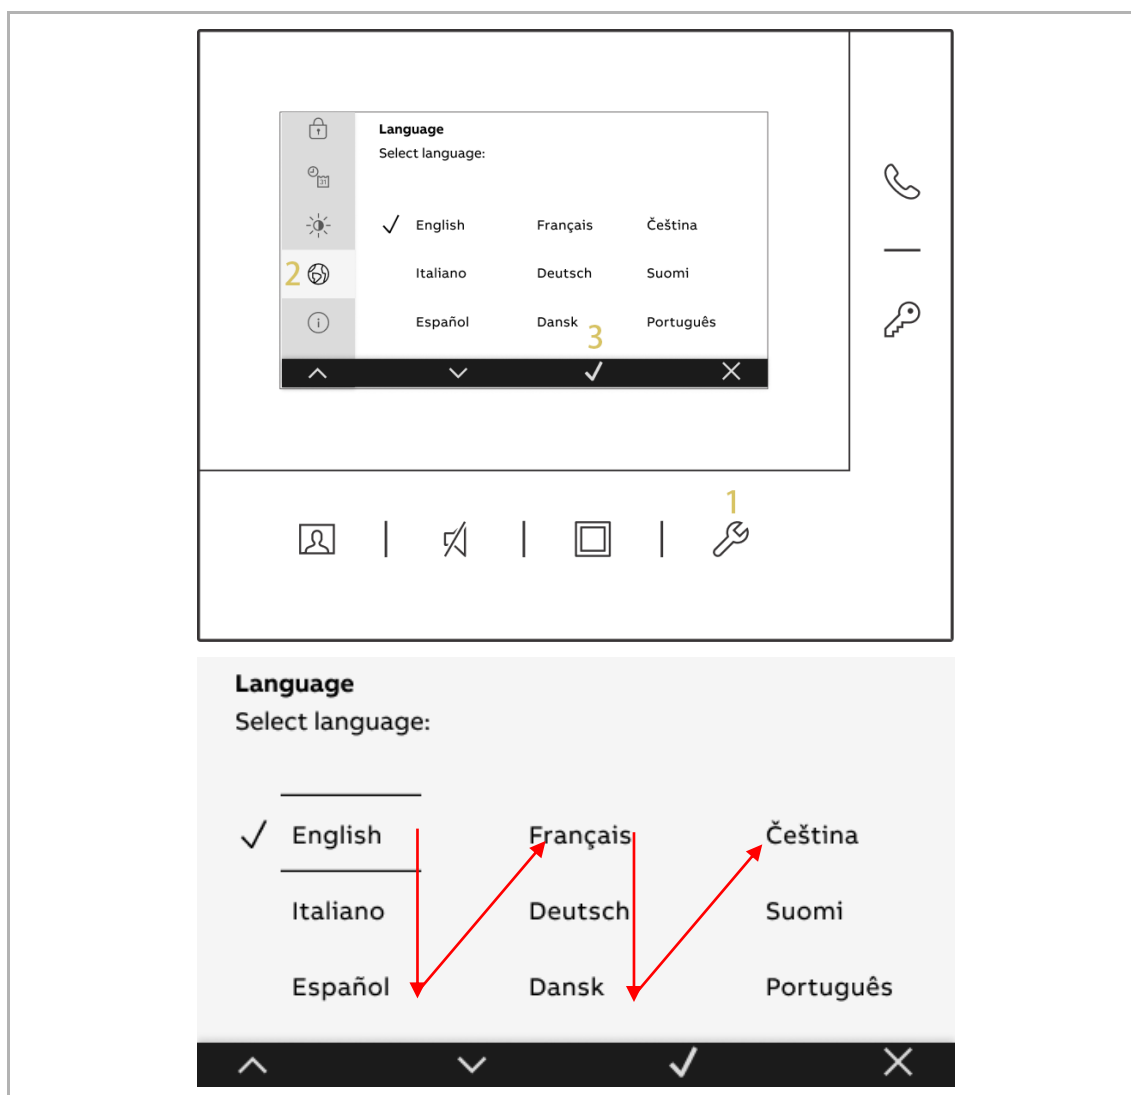 Language
Select language:
English Français Čeština
2
Italiano Deutsch Suomi
Español Dansk Português
3
1
Language
Select language:
English Français Čeština
Italiano Deutsch Suomi
Español Dansk Português